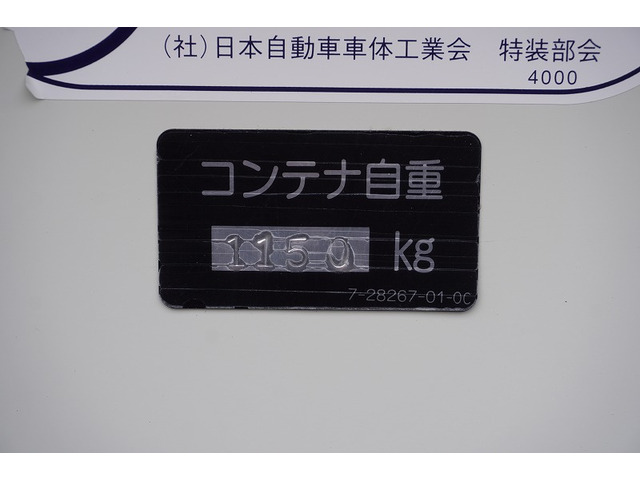 (社)日本自動車車体工業会 特装部会
4000
コンテナ自重
1150 kg
7-28267-01-00